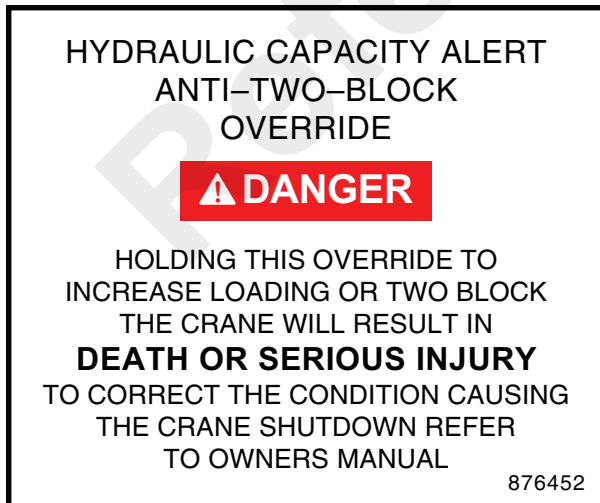 HYDRAULIC CAPACITY ALERT
ANTI–TWO–BLOCK
OVERRIDE
DANGER
HOLDING THIS OVERRIDE TO
INCREASE LOADING OR TWO BLOCK
THE CRANE WILL RESULT IN
DEATH OR SERIOUS INJURY
TO CORRECT THE CONDITION CAUSING
THE CRANE SHUTDOWN REFER
TO OWNERS MANUAL
876452